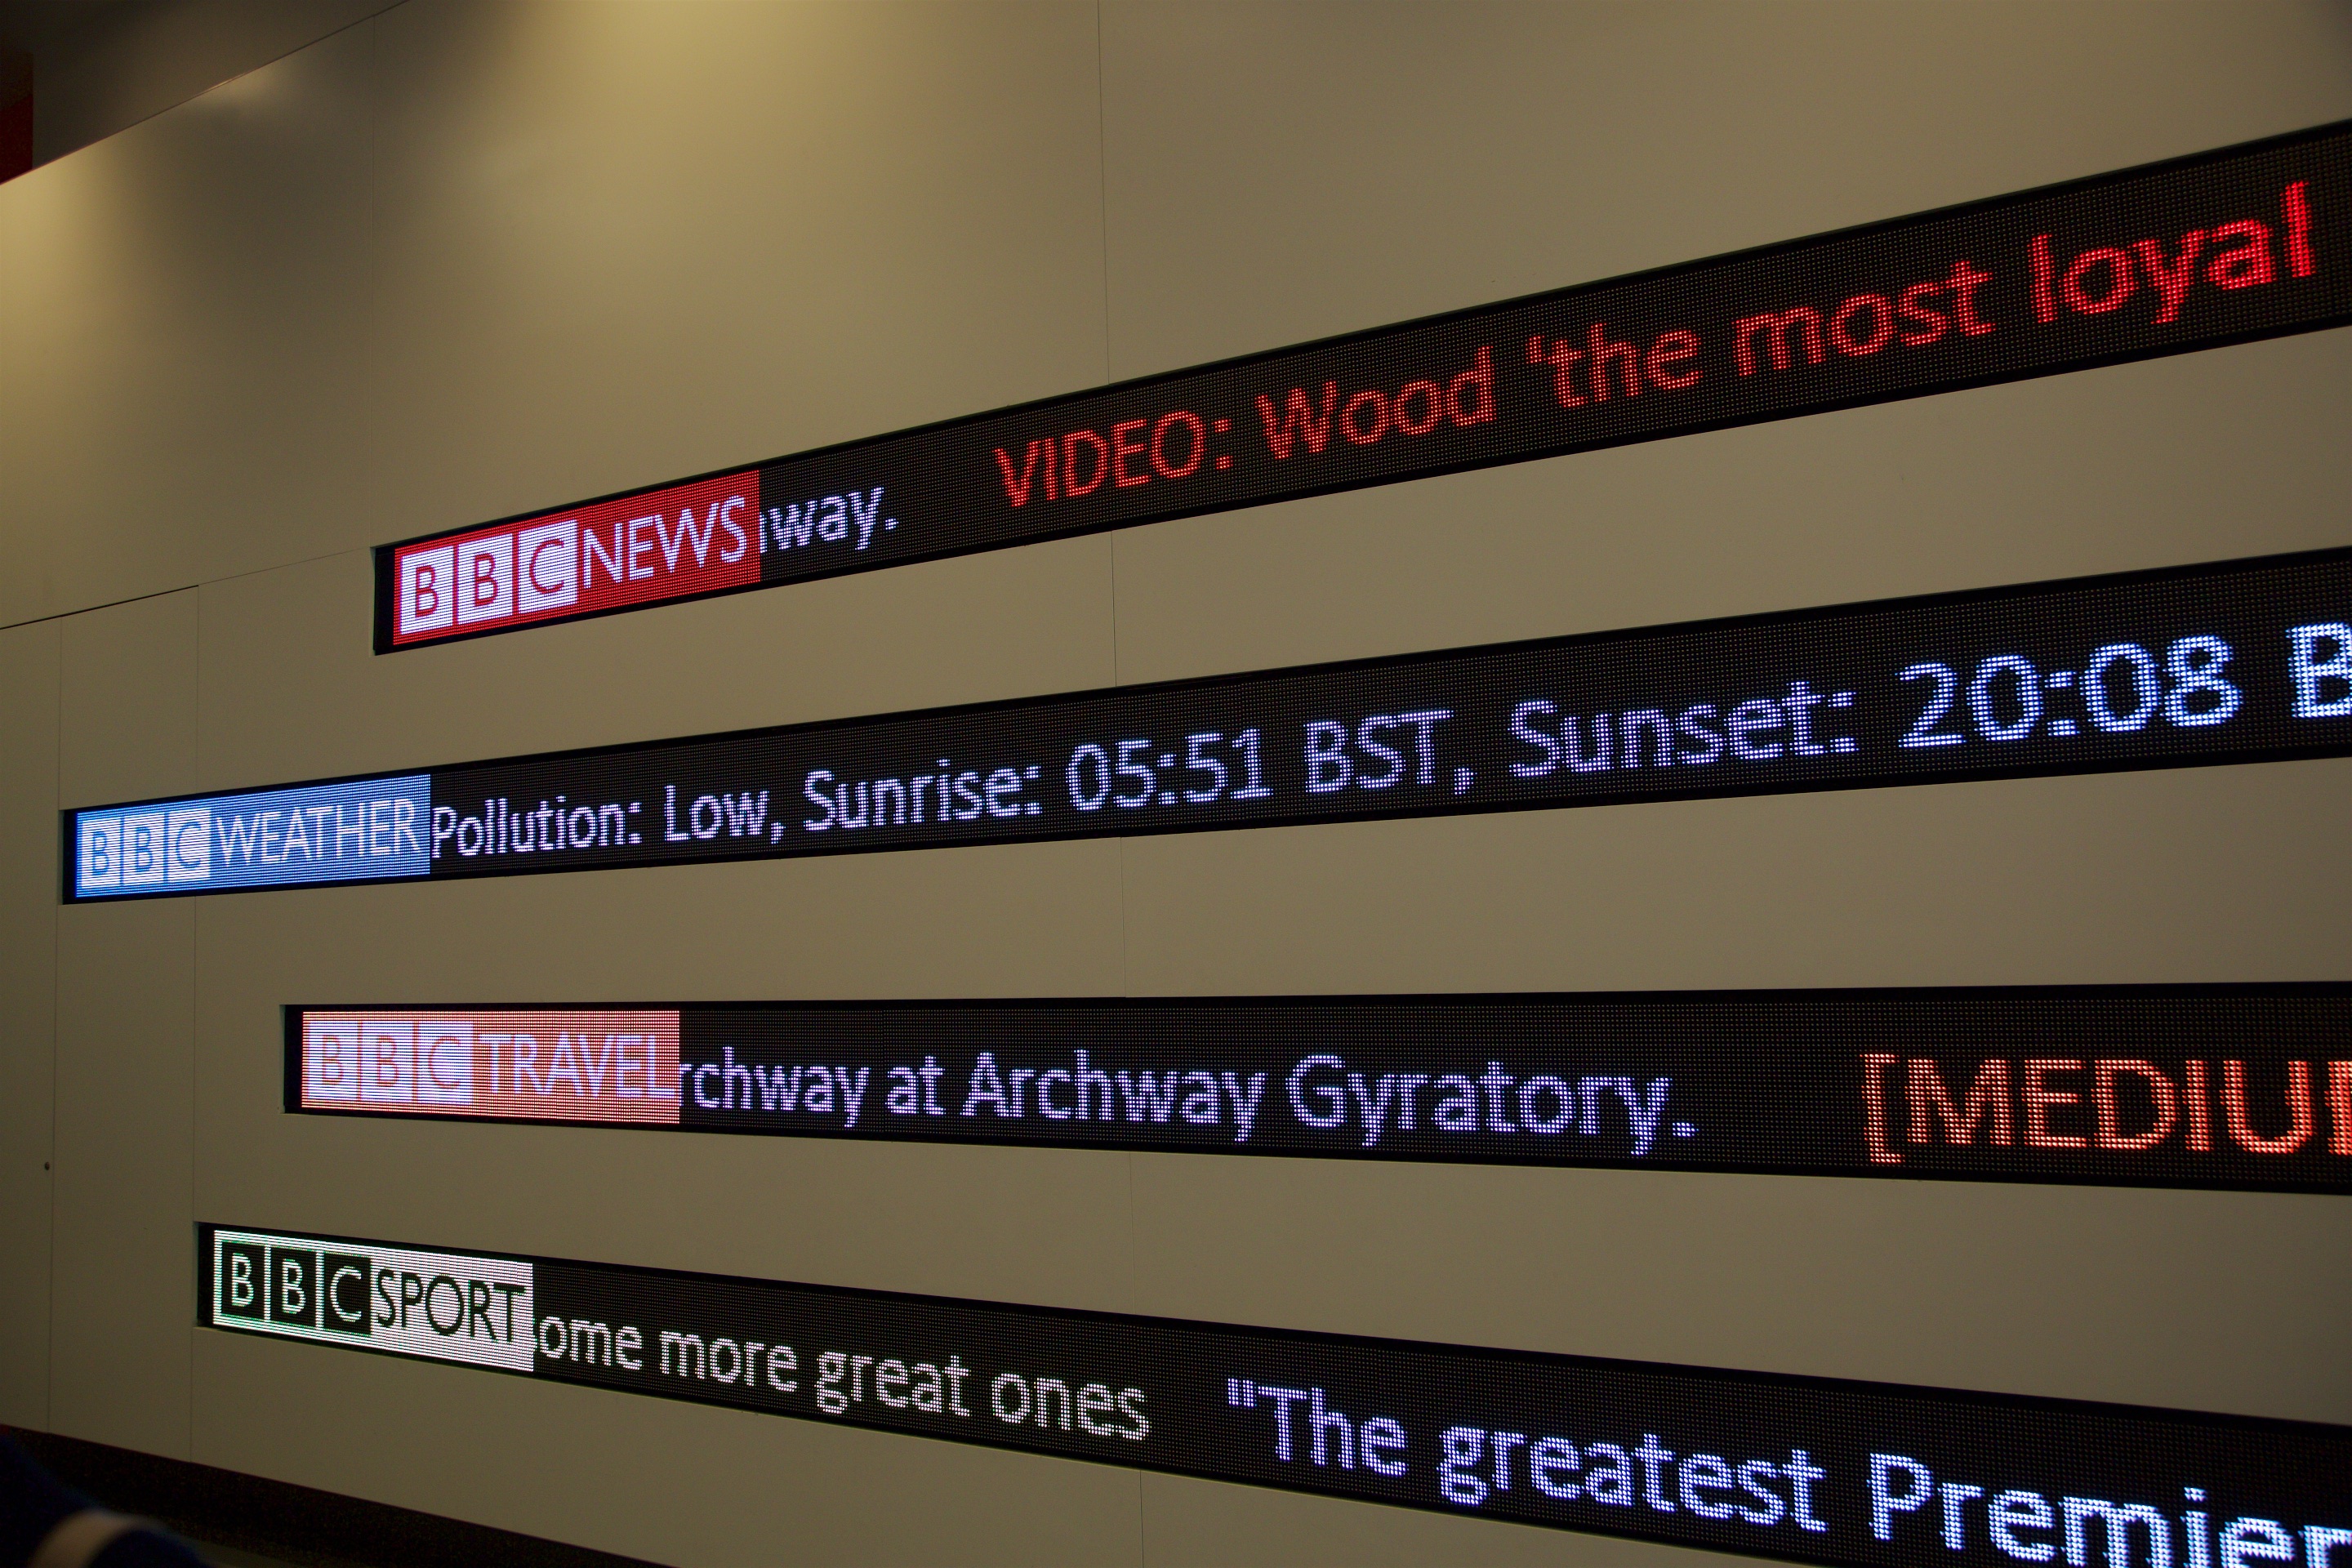 BBC NEWS way. VIDEO: Wood 'the most loyal
BBC WEATHER Pollution: Low, Sunrise: 05:51 BST, Sunset: 20:08 B
BBC TRAVEL rchway at Archway Gyratory. [MEDIU
BBC SPORT ome more great ones "The greatest Premier